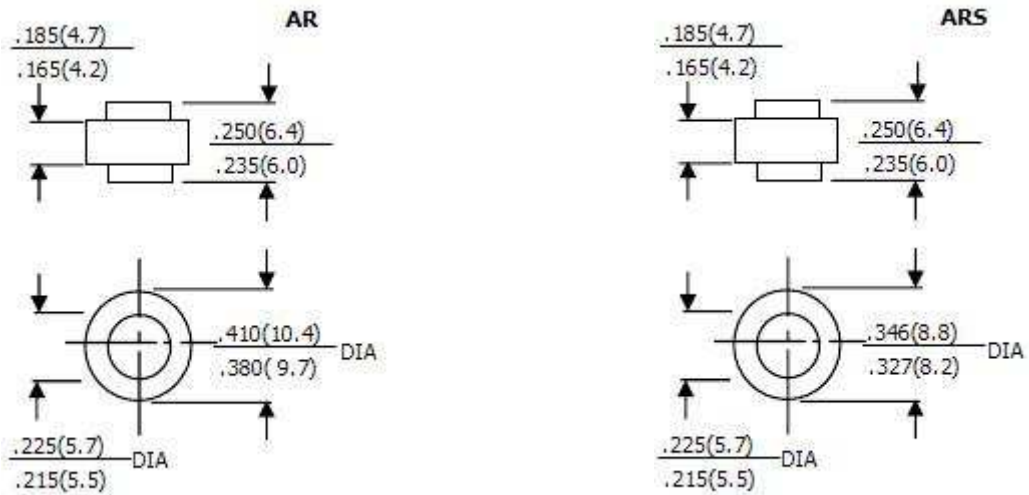 AR
.185(4.7)
.165(4.2)
.250(6.4)
.235(6.0)
.410(10.4)
DIA
.380( 9.7)
.225(5.7)
DIA
.215(5.5)
ARS
.185(4.7)
.165(4.2)
.250(6.4)
.235(6.0)
.346(8.8)
DIA
.327(8.2)
.225(5.7)
DIA
.215(5.5)